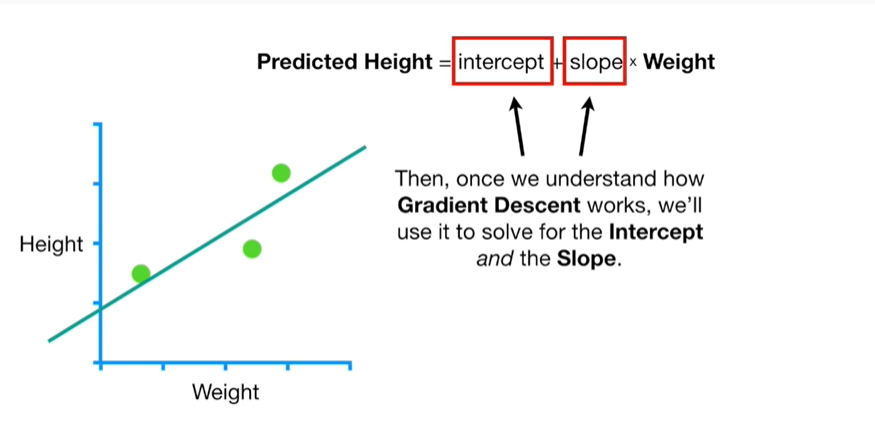 Predicted Height = intercept + slope × Weight
Then, once we understand how
Gradient Descent works, we'll
use it to solve for the Intercept
and the Slope.
Height
Weight